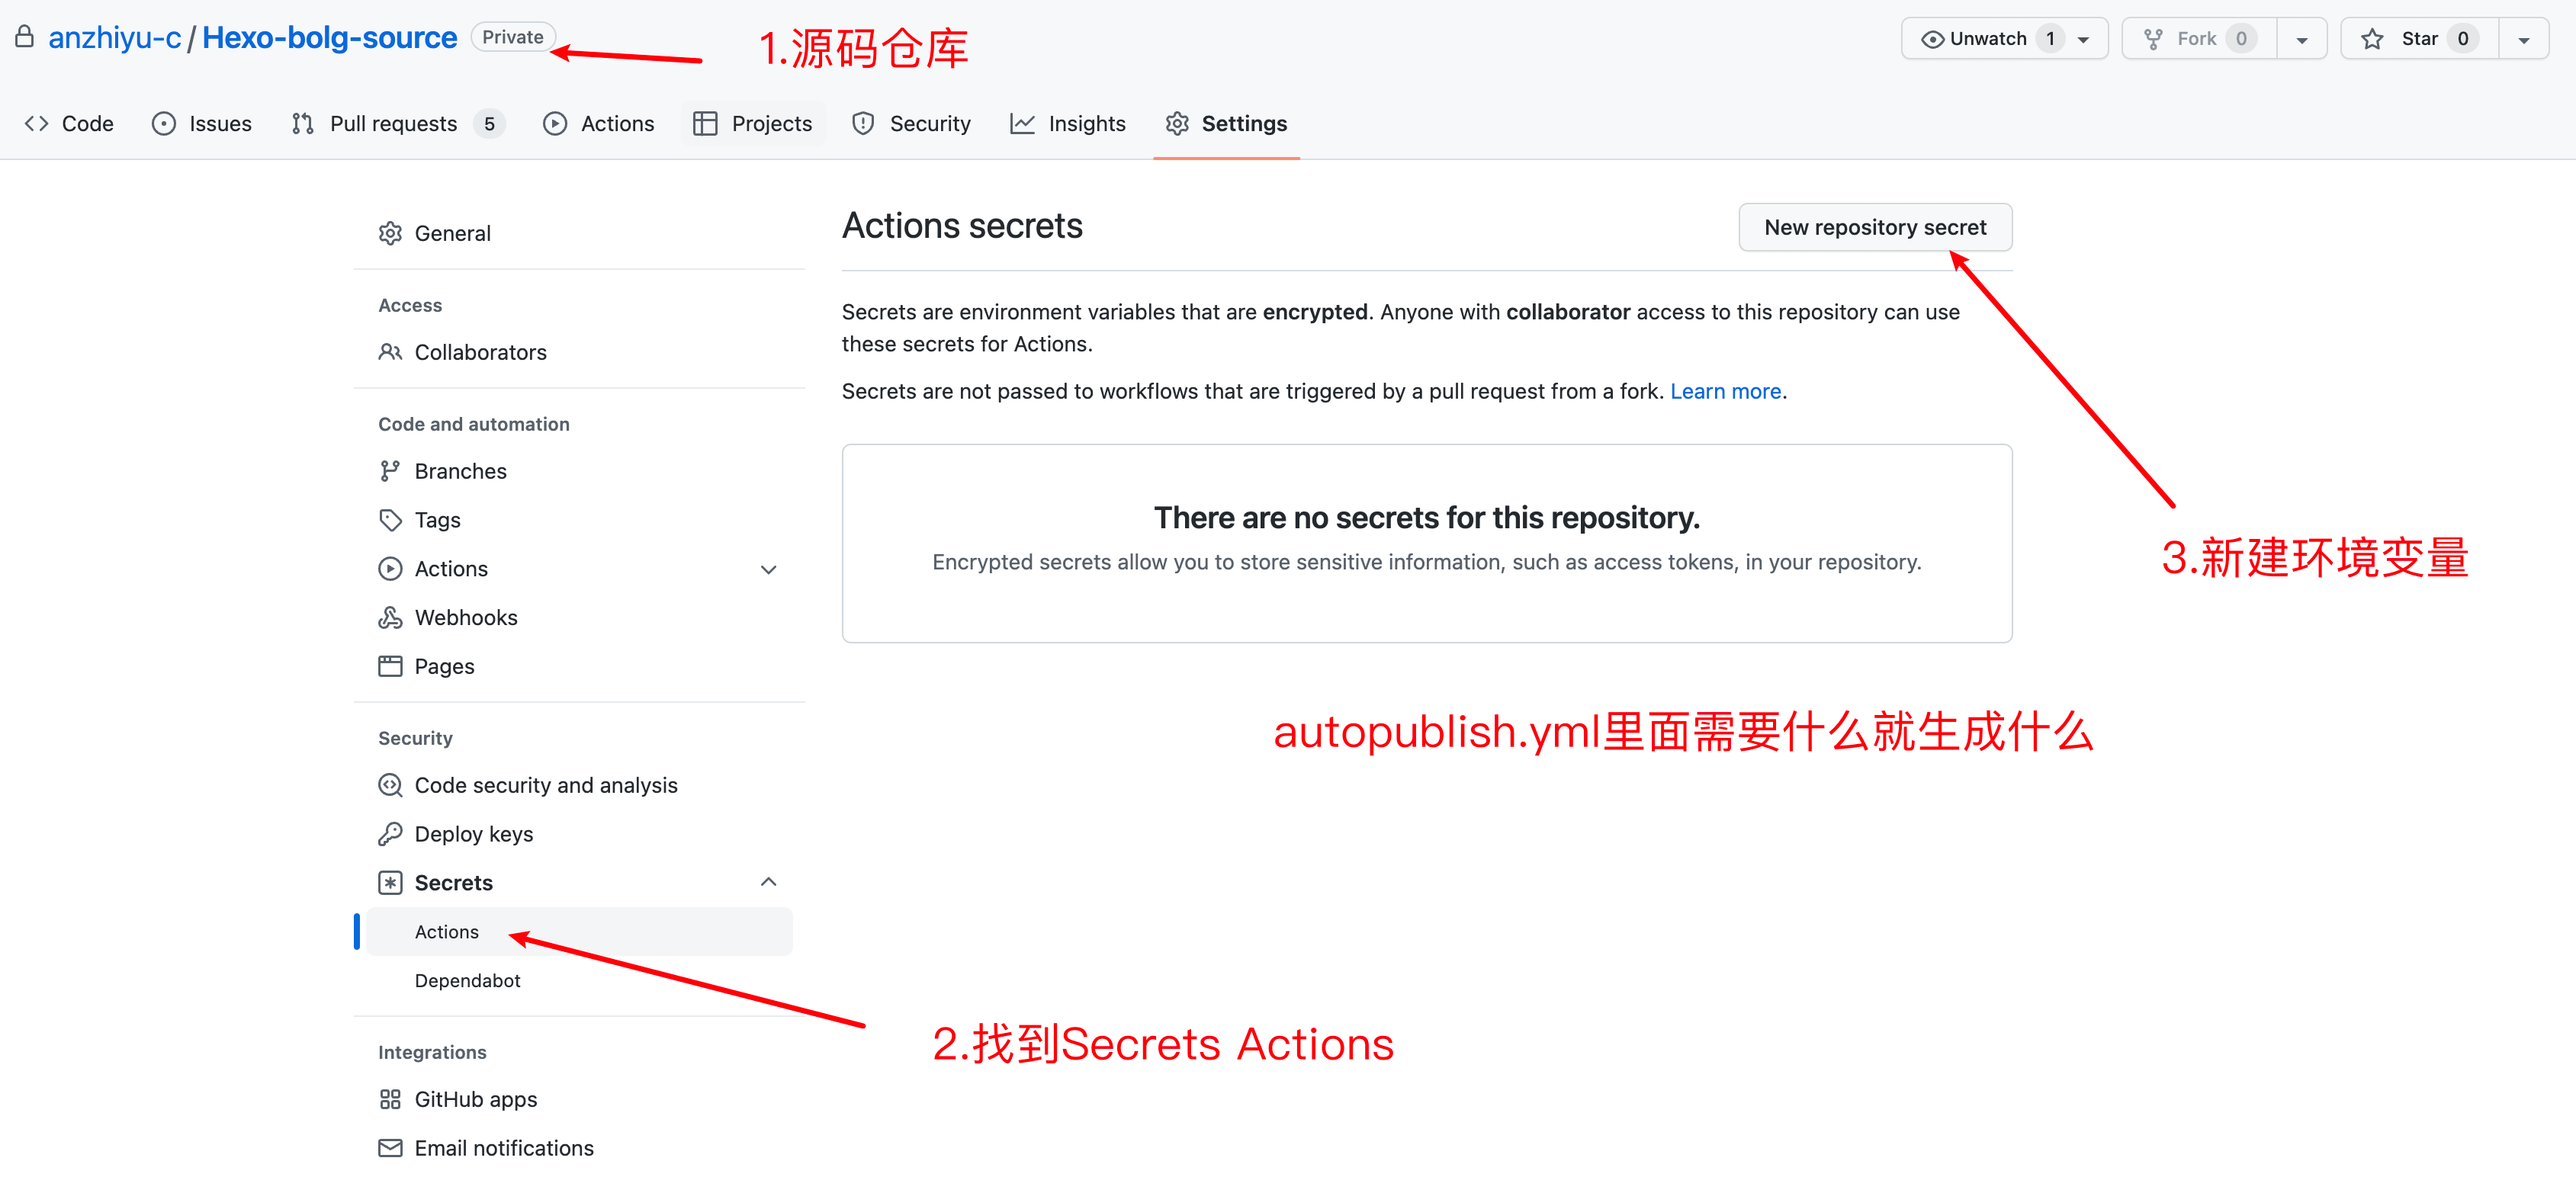 anzhiyu-c / Hexo-bolg-source Private
1.源码仓库
Unwatch 1
Fork 0
Star 0
Code
Issues
Pull requests 5
Actions
Projects
Security
Insights
Settings
General
Access
Collaborators
Code and automation
Branches
Tags
Actions
Webhooks
Pages
Security
Code security and analysis
Deploy keys
Secrets
Actions
Dependabot
Integrations
GitHub apps
Email notifications
Actions secrets
New repository secret
Secrets are environment variables that are encrypted. Anyone with collaborator access to this repository can use
these secrets for Actions.
Secrets are not passed to workflows that are triggered by a pull request from a fork. Learn more.
There are no secrets for this repository.
Encrypted secrets allow you to store sensitive information, such as access tokens, in your repository.
3.新建环境变量
autopublish.yml里面需要什么就生成什么
2.找到Secrets Actions